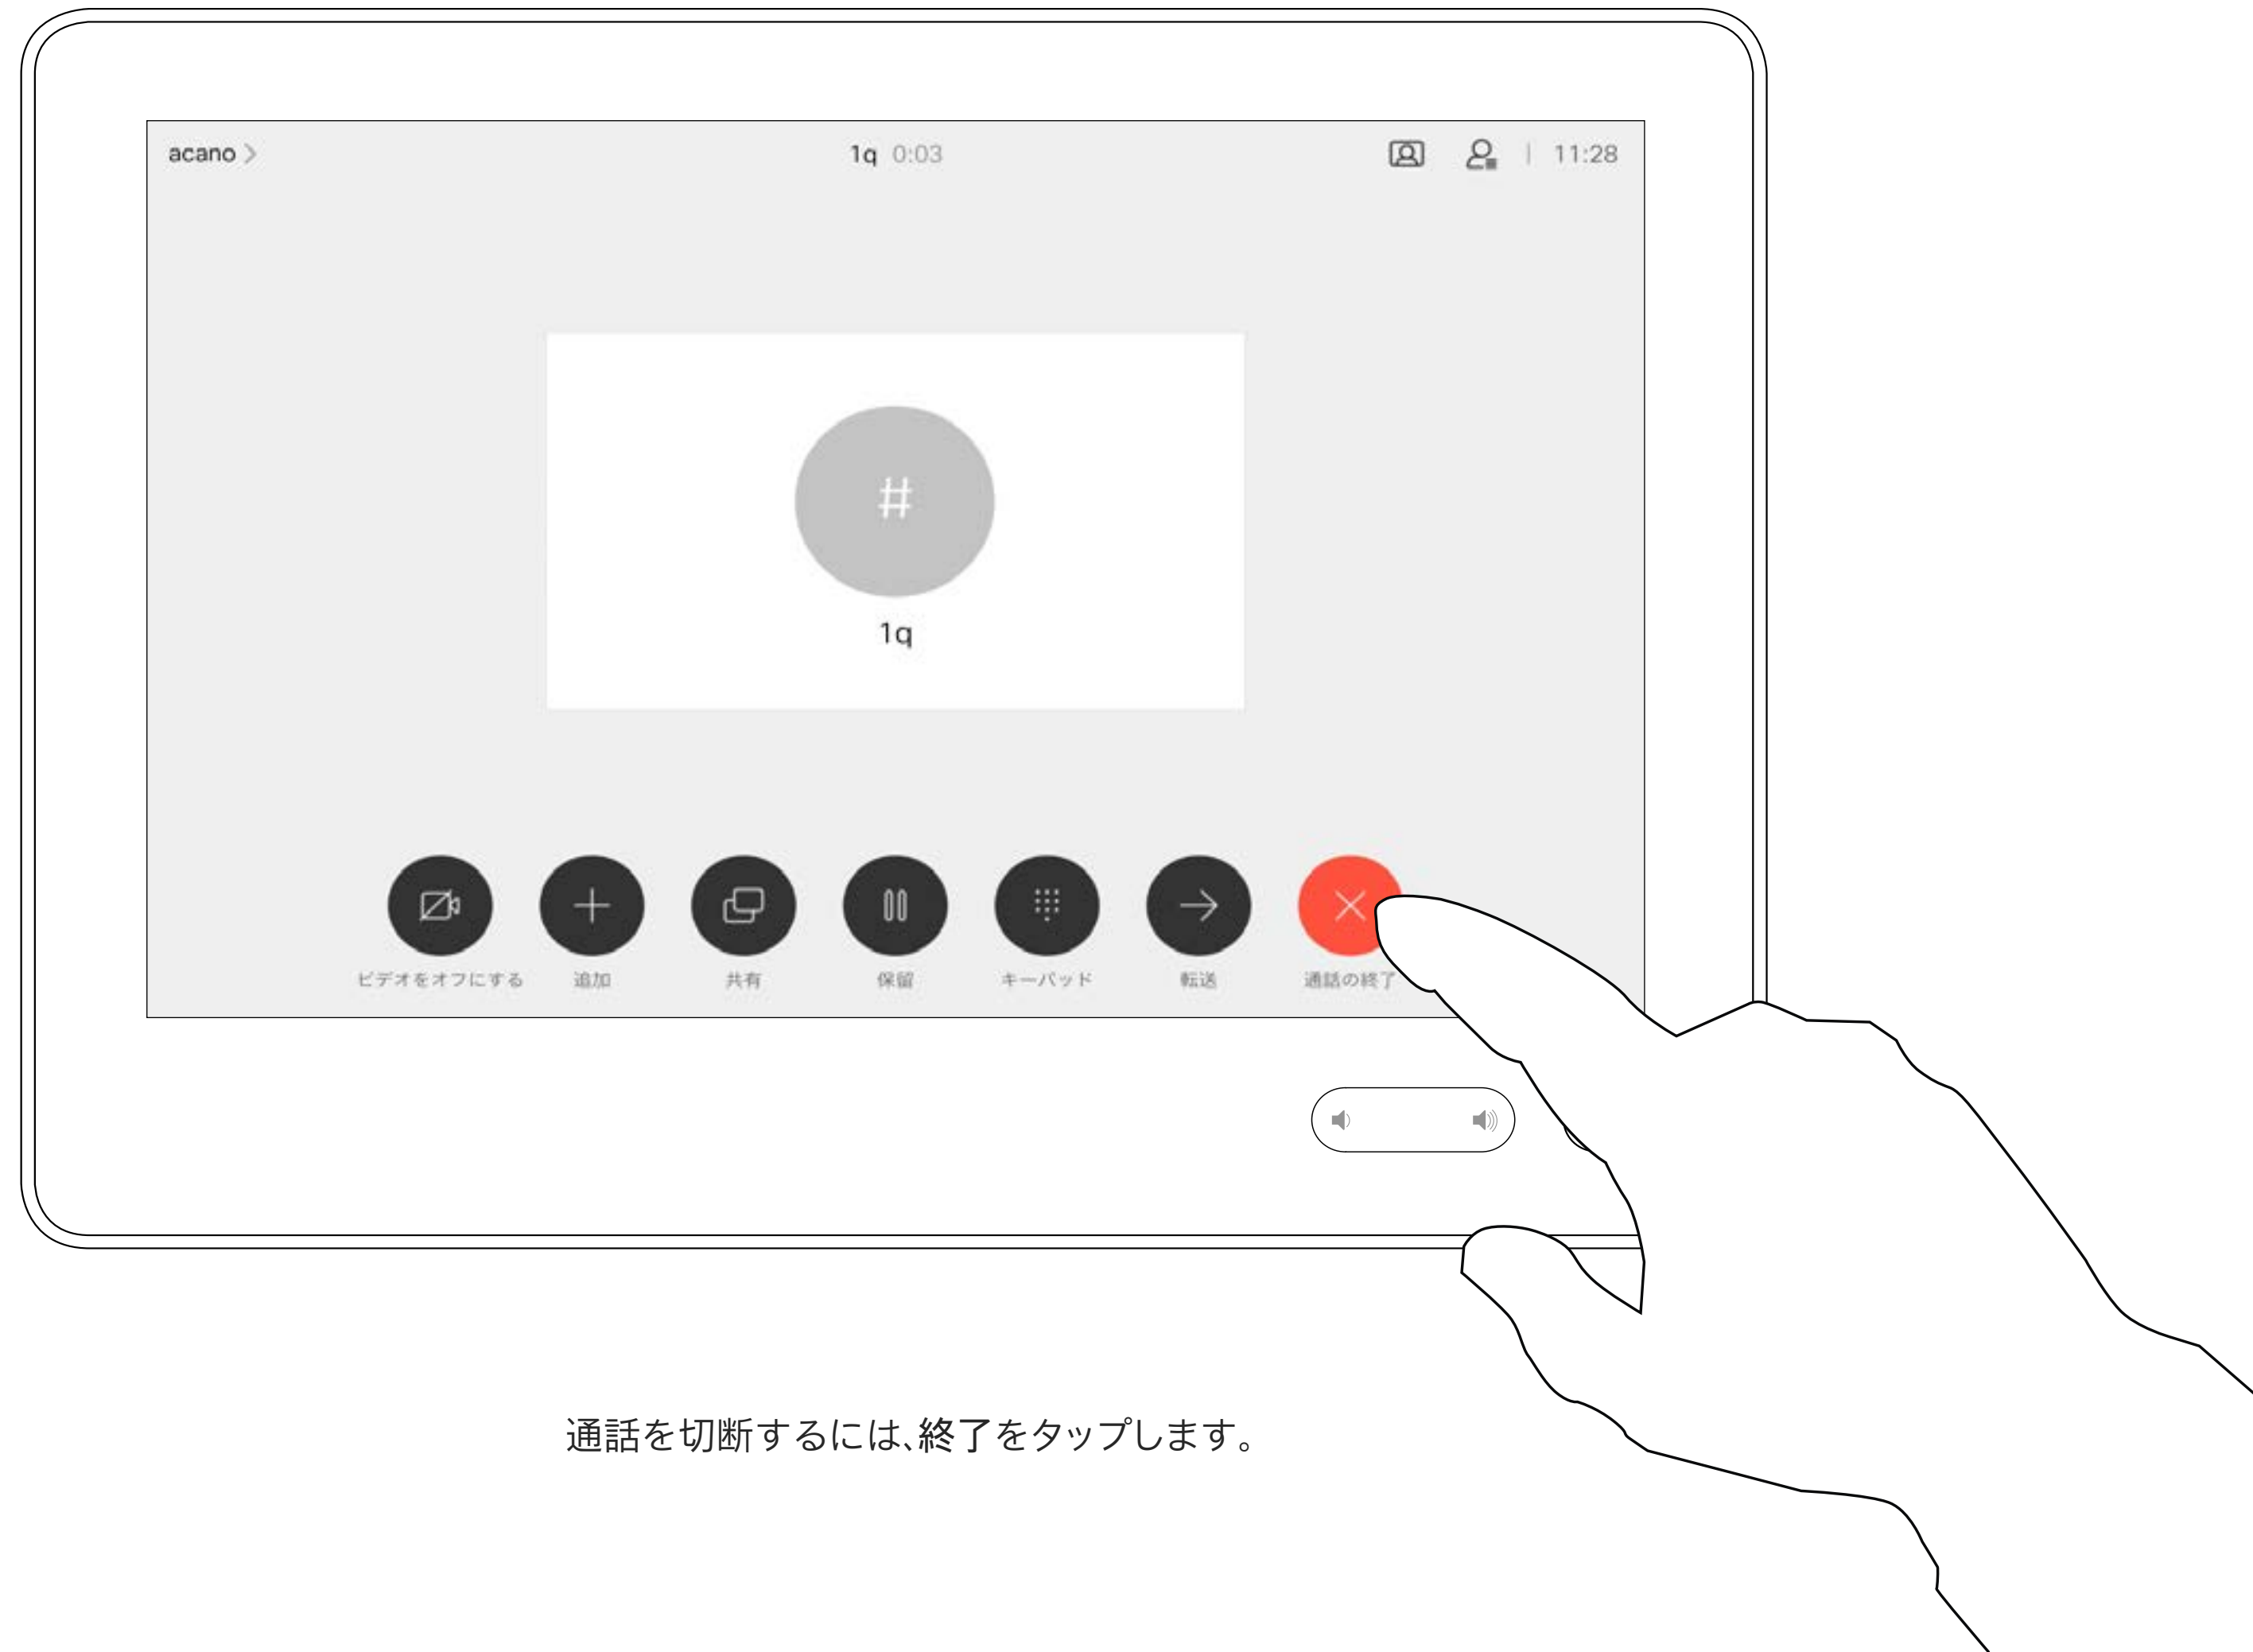 acano
1q 0:03
11:28
#
1q
ビデオをオフにする
追加
共有
保留
キーパッド
転送
通話の終了
通話を切断するには、終了をタップします。